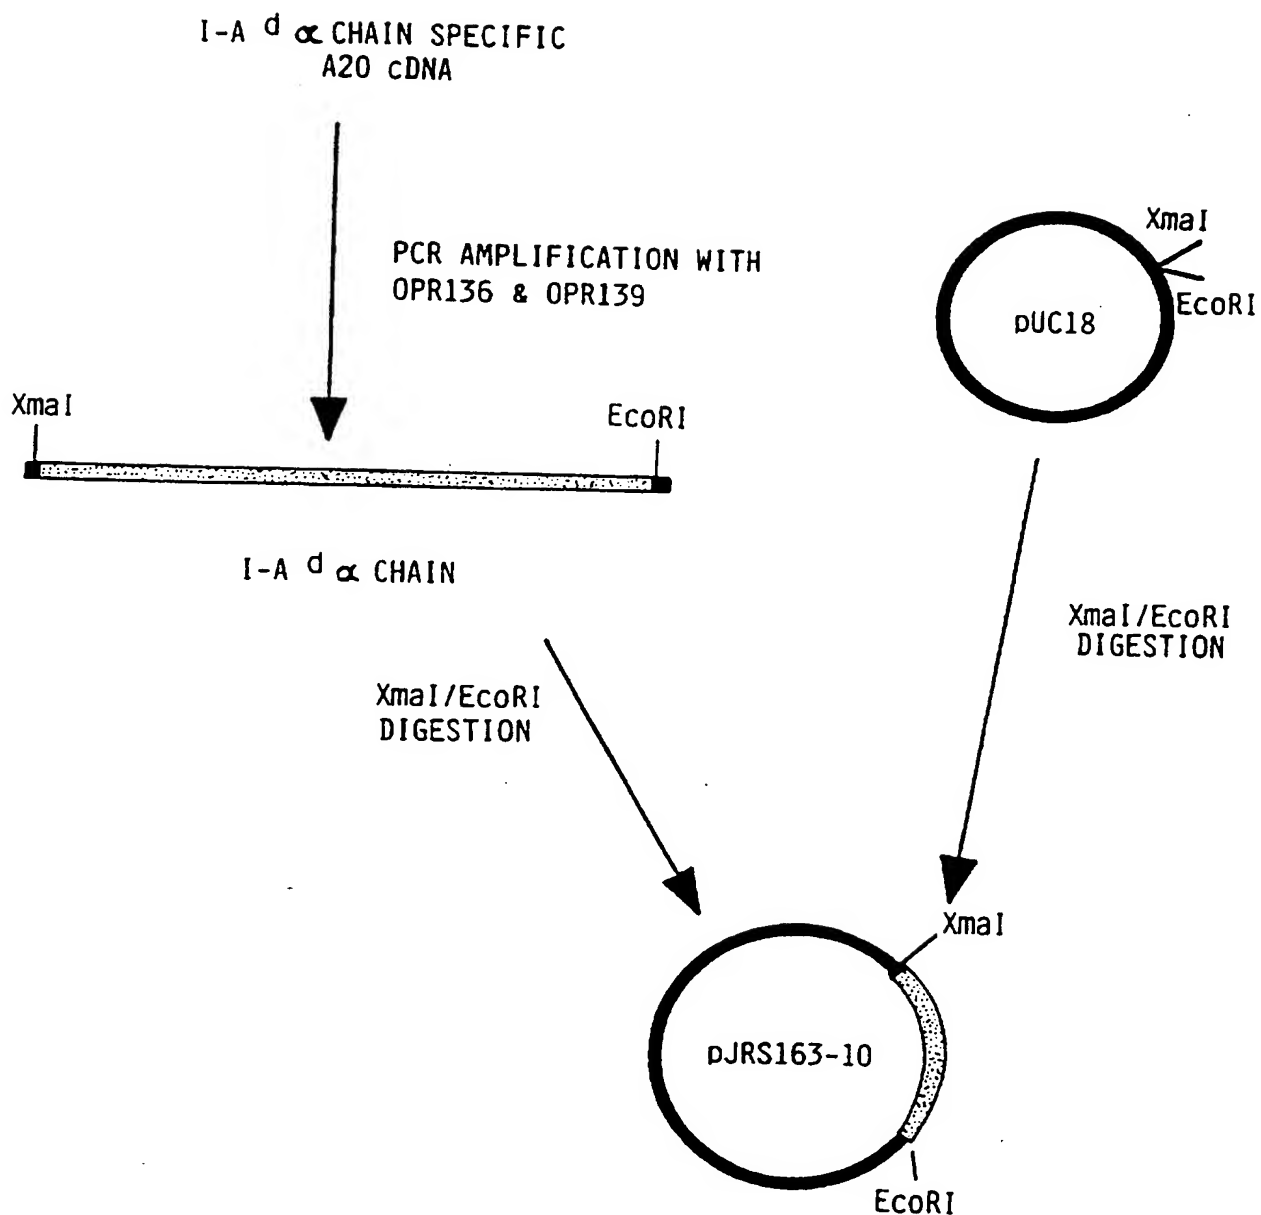 I-A d α CHAIN SPECIFIC
A20 cDNA
PCR AMPLIFICATION WITH
OPR136 & OPR139
XmaI
EcoRI
pUC18
XmaI
EcoRI
I-A d α CHAIN
XmaI/EcoRI
DIGESTION
XmaI/EcoRI
DIGESTION
XmaI
pJRS163-10
EcoRI